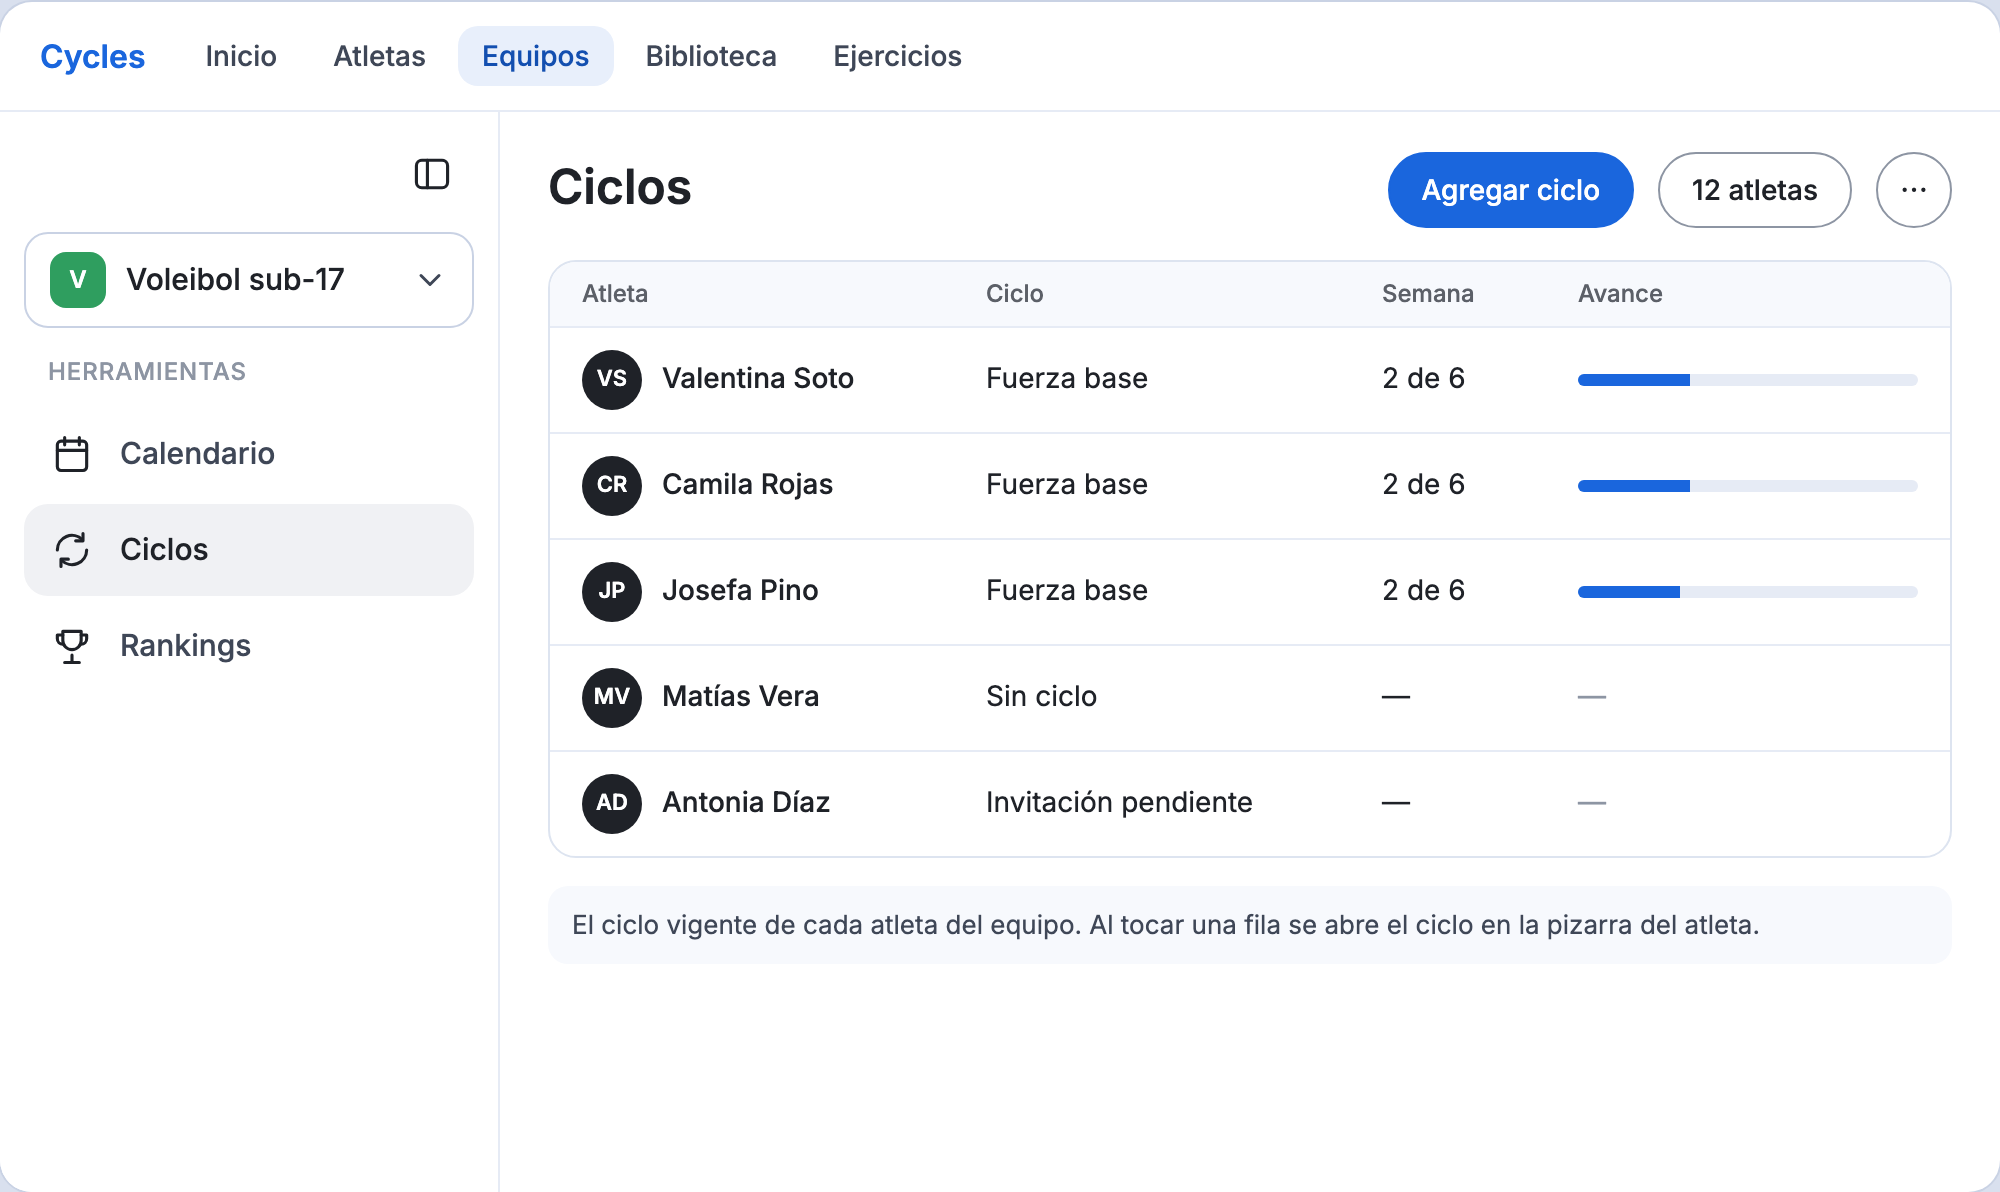 Cycles Inicio Atletas Equipos Biblioteca Ejercicios
V Voleibol sub-17
HERRAMIENTAS
Calendario
Ciclos
Rankings
Ciclos
Agregar ciclo 12 atletas ...
Atleta Ciclo Semana Avance
VS Valentina Soto Fuerza base 2 de 6
CR Camila Rojas Fuerza base 2 de 6
JP Josefa Pino Fuerza base 2 de 6
MV Matías Vera Sin ciclo — —
AD Antonia Díaz Invitación pendiente — —
El ciclo vigente de cada atleta del equipo. Al tocar una fila se abre el ciclo en la pizarra del atleta.